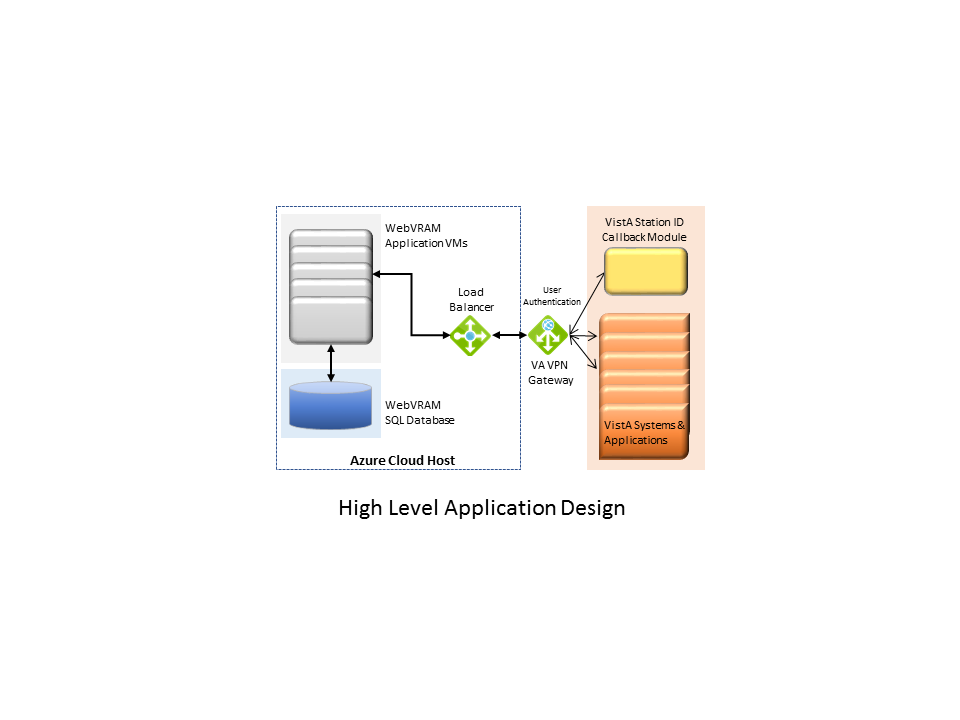 WebVRAM
Application VMs
Load
Balancer
User
Authentication
VA VPN
Gateway
VistA Station ID
Callback Module
VistA Systems &
Applications
WebVRAM
SQL Database
Azure Cloud Host
High Level Application Design